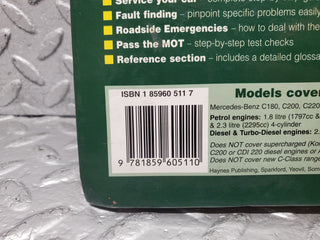 Service your car – complete step-by-step
Fault finding – pinpoint specific problems easily
Roadside Emergencies – how to deal with the
Pass the MOT – step-by-step test checks
Reference section – includes a detailed glossa
ISBN 1 85960 511 7
9 781859 605110
Models cove
Mercedes-Benz C180, C200, C220
Petrol engines: 1.8 litre (1797cc &
& 2.3 litre (2295cc) 4-cylinder
Diesel & Turbo-Diesel engines: 2.
Does NOT cover supercharged (Kom
C200 or CDI 220 diesel engines or A
Does NOT cover new C-Class range
Haynes Publishing, Sparkford, Yeovil, Som